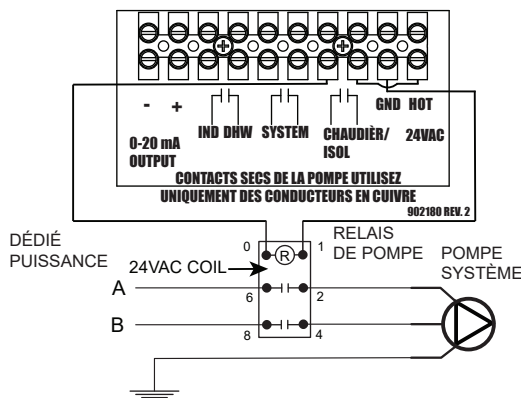 - +
GND HOT
IND DHW SYSTEM CHAUDIÈR/
ISOL
24VAC
0-20 mA
OUTPUT
CONTACTS SECS DE LA POMPE UTILISEZ
UNIQUEMENT DES CONDUCTEURS EN CUIVRE
902180 REV. 2
DÉDIÉ
PUISSANCE
0 1
R
RELAIS
DE POMPE
POMPE
SYSTÈME
24VAC COIL
A
6 2
B
8 4